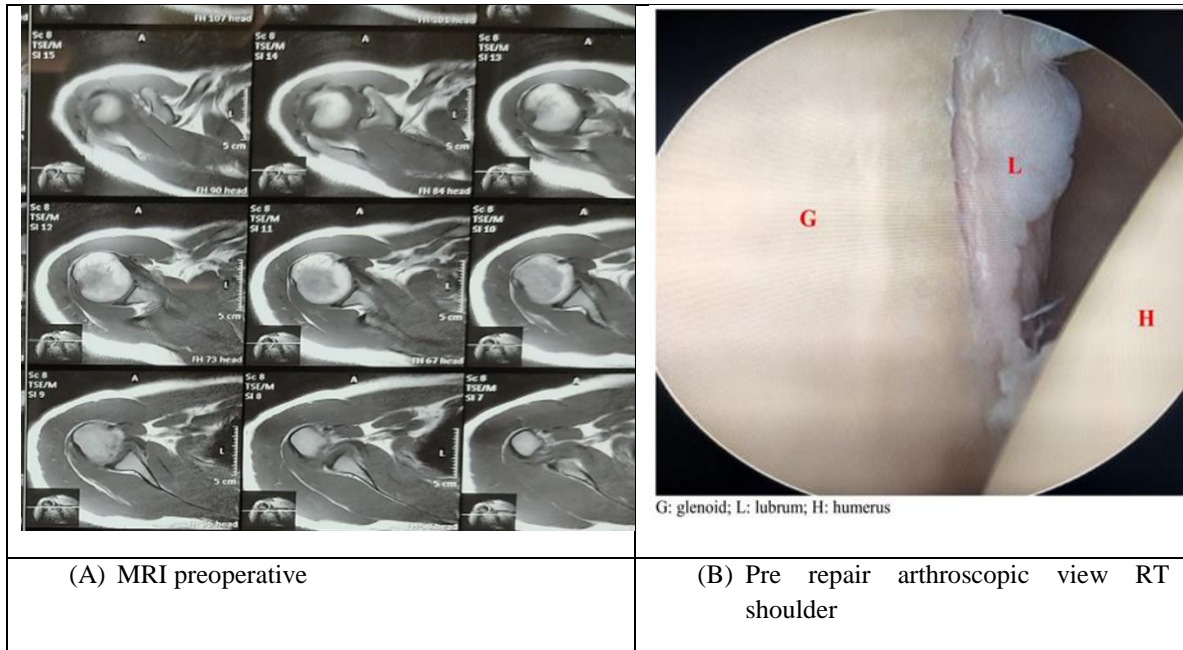 FH 107 head
Sc 8
TSE/M
SI 15
A
L
5 cm
FH 90 head
Sc 8
TSE/M
SI 14
A
L
5 cm
FH 84 head
Sc 8
TSE/M
SI 13
A
Sc 8
TSE/M
SI 12
A
L
5 cm
FH 73 head
Sc 8
TSE/M
SI 11
A
L
5 cm
FH 67 head
Sc 8
TSE/M
SI 10
A
Sc 8
TSE/M
SI 9
A
L
5 cm
head
Sc 8
TSE/M
SI 8
A
L
5 cm
head
Sc 8
TSE/M
SI 7
A
G
L
H
G: glenoid; L: lubrum; H: humerus
(A) MRI preoperative
(B) Pre repair arthroscopic view RT
shoulder